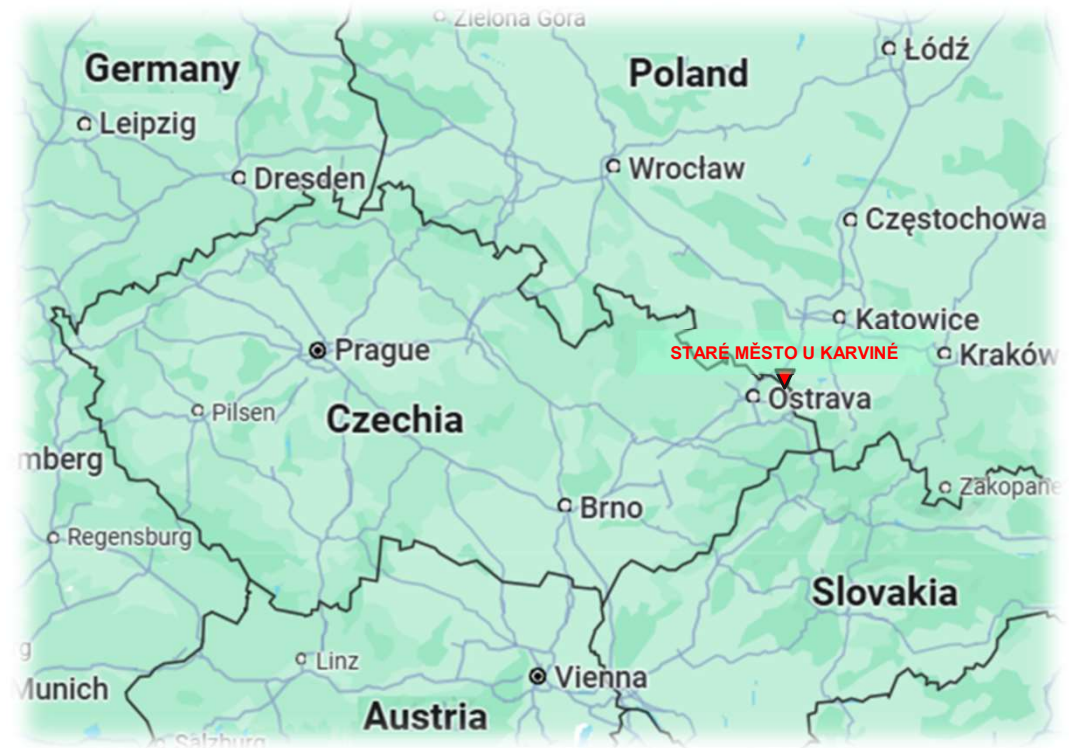 Zielona Góra
Germany
Poland
Łódź
Leipzig
Dresden
Wrocław
Częstochowa
Katowice
STARÉ MĚSTO U KARVINÉ
Kraków
Prague
Ostrava
Pilsen
Czechia
mberg
Zakopane
Brno
Regensburg
Slovakia
g
Linz
Munich
Vienna
Austria
Salzburg